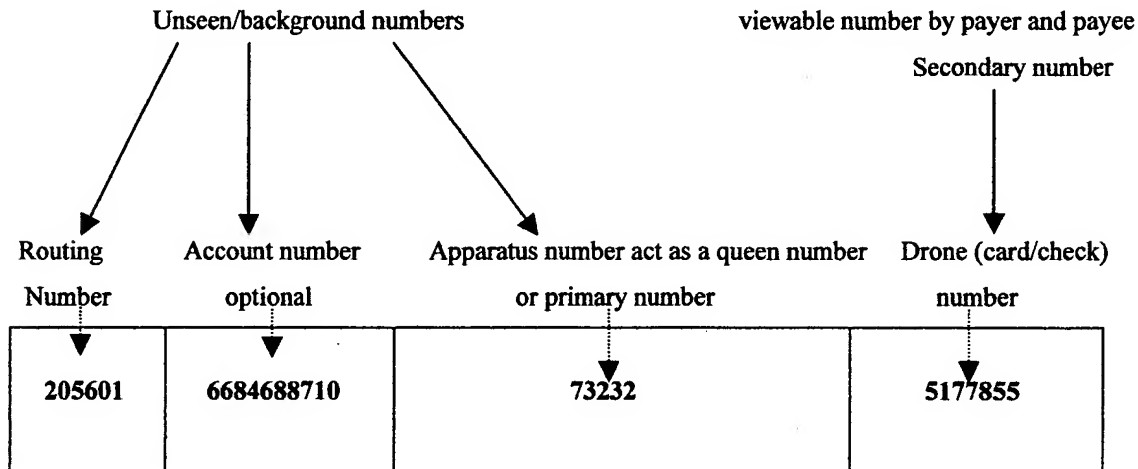 Unseen/background numbers
viewable number by payer and payee
Secondary number
Routing
Number
Account number
optional
Apparatus number act as a queen number
or primary number
Drone (card/check)
number
205601
6684688710
73232
5177855